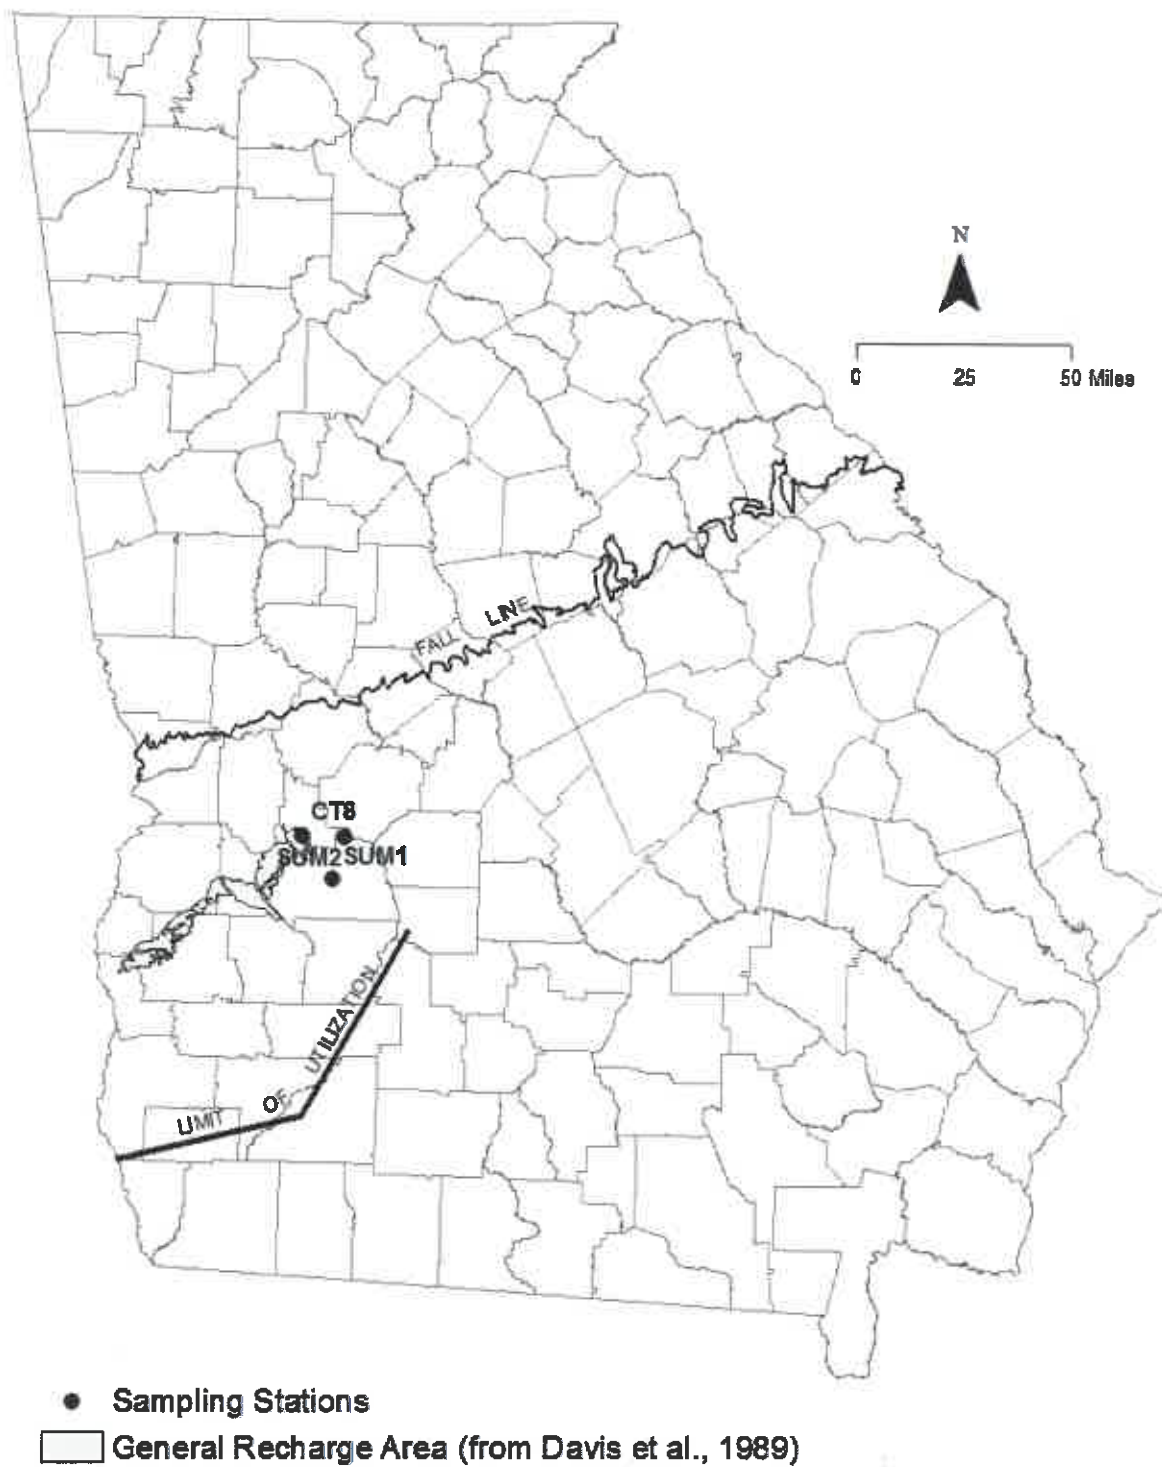 N
0 25 50 Miles
FALL LINE
CT8
SUM2 SUM1
LIMIT OF UTILIZATION
Sampling Stations
General Recharge Area (from Davis et al., 1989)